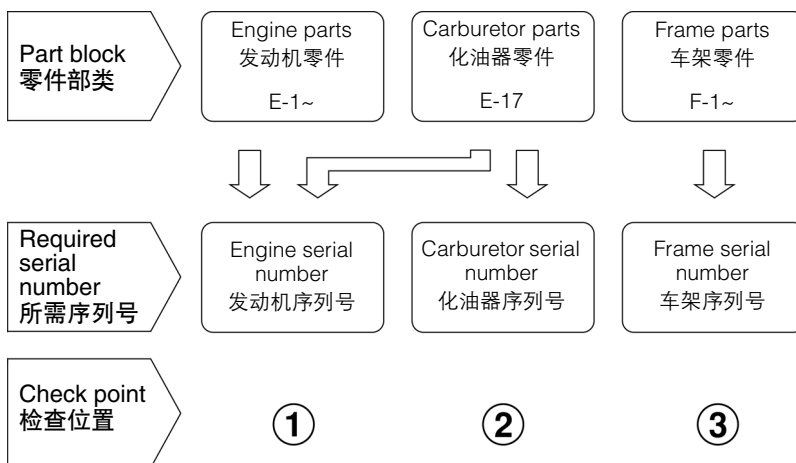 Part block
零件部类
Engine parts
发动机零件
E-1~
Carburetor parts
化油器零件
E-17
Frame parts
车架零件
F-1~
Required
serial
number
所需序列号
Engine serial
number
发动机序列号
Carburetor serial
number
化油器序列号
Frame serial
number
车架序列号
Check point
检查位置
①
②
③